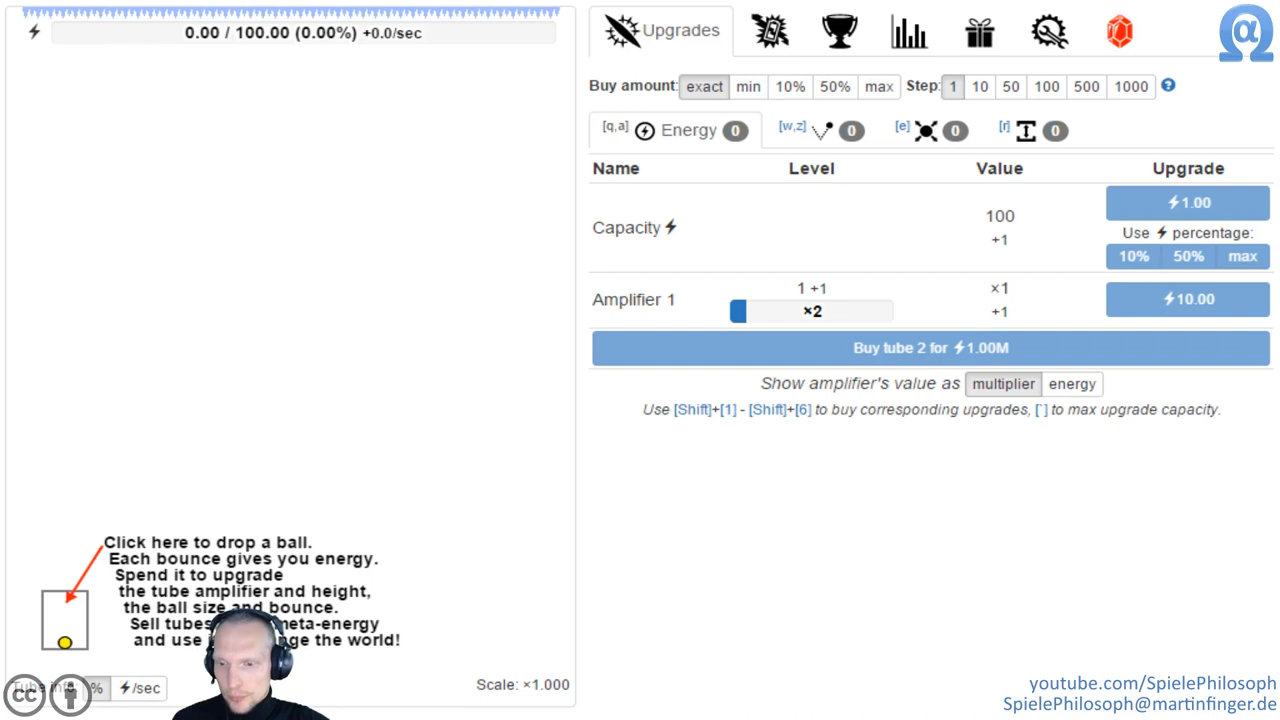 0.00 / 100.00 (0.00%) +0.0/sec
Upgrades
Buy amount: exact min 10% 50% max Step: 1 10 50 100 500 1000
[q,a] Energy 0 [w,z] 0 [e] 0 [r] 0
Name Level Value Upgrade
Capacity 100 +1 1.00
Use percentage:
10% 50% max
Amplifier 1 1 +1 ×2 ×1 +1 10.00
Buy tube 2 for 1.00M
Show amplifier's value as multiplier energy
Use [Shift]+[1] - [Shift]+[6] to buy corresponding upgrades, [`] to max upgrade capacity.
Click here to drop a ball.
Each bounce gives you energy.
Spend it to upgrade
the tube amplifier and height,
the ball size and bounce.
Sell tubes meta-energy
and use the world!
% /sec
Scale: ×1.000
cc
youtube.com/SpielePhilosoph
SpielePhilosoph@martinfinger.de